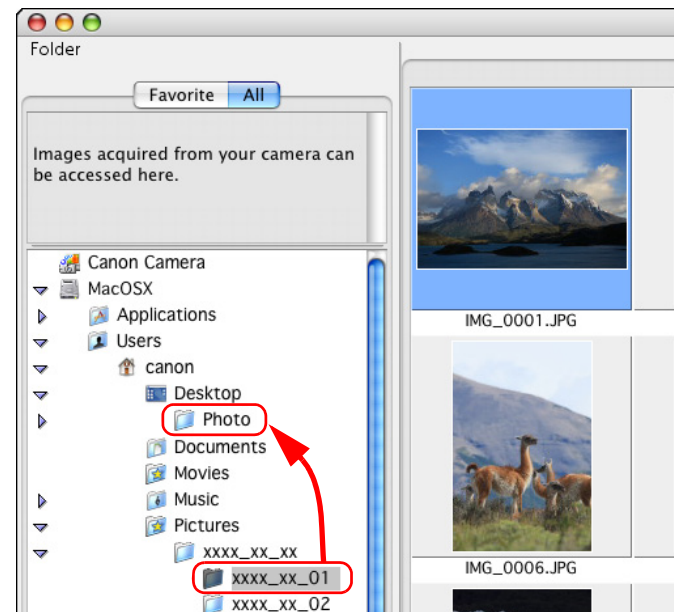 Folder
Favorite All
Images acquired from your camera can
be accessed here.
Canon Camera
MacOSX
Applications
Users
canon
Desktop
Photo
Documents
Movies
Music
Pictures
xxxx_xx_xx
xxxx_xx_01
xxxx_xx_02
IMG_0001.JPG
IMG_0006.JPG